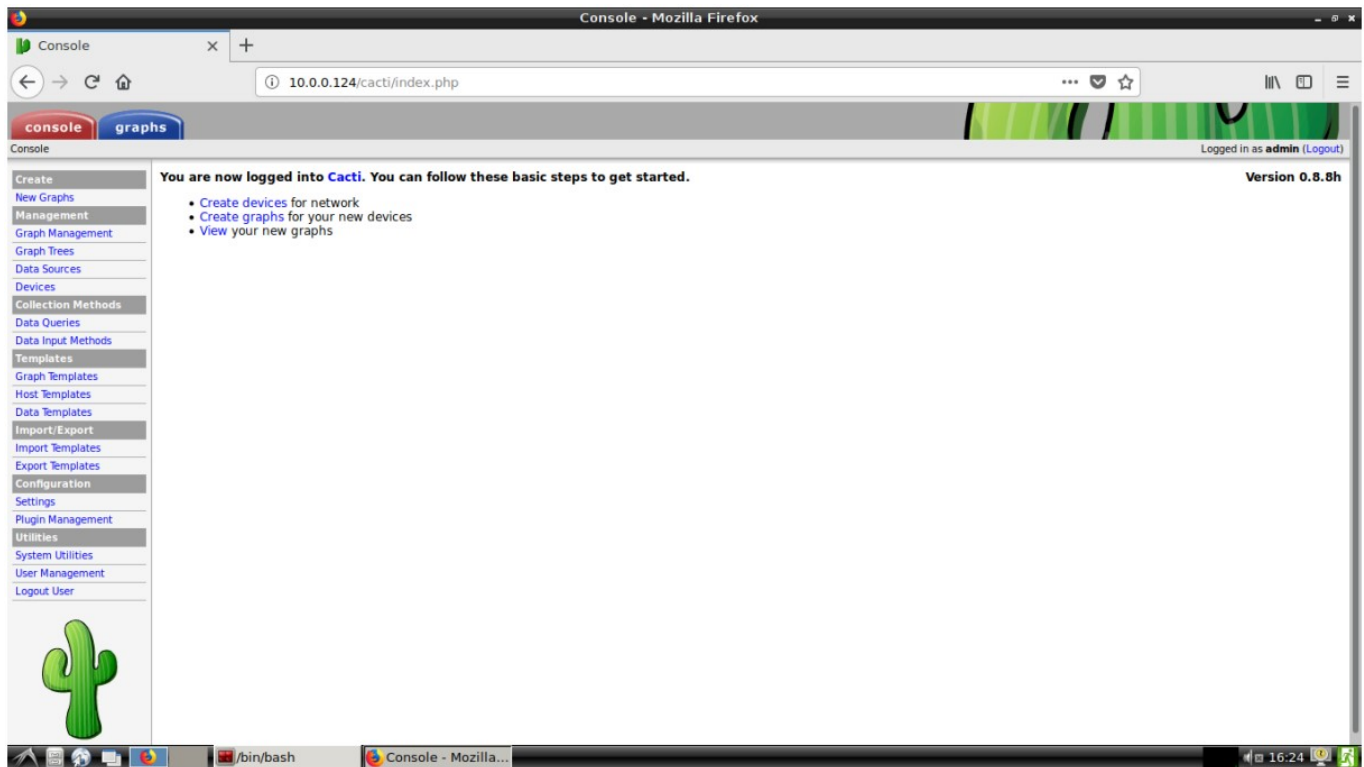 Console - Mozilla Firefox
Console
10.0.0.124/cacti/index.php
console graphs
Console
Logged in as admin (Logout)
Create
New Graphs
Management
Graph Management
Graph Trees
Data Sources
Devices
Collection Methods
Data Queries
Data Input Methods
Templates
Graph Templates
Host Templates
Data Templates
Import/Export
Import Templates
Export Templates
Configuration
Settings
Plugin Management
Utilities
System Utilities
User Management
Logout User
You are now logged into Cacti. You can follow these basic steps to get started.
Version 0.8.8h
• Create devices for network
• Create graphs for your new devices
• View your new graphs
/bin/bash
Console - Mozilla...
16:24